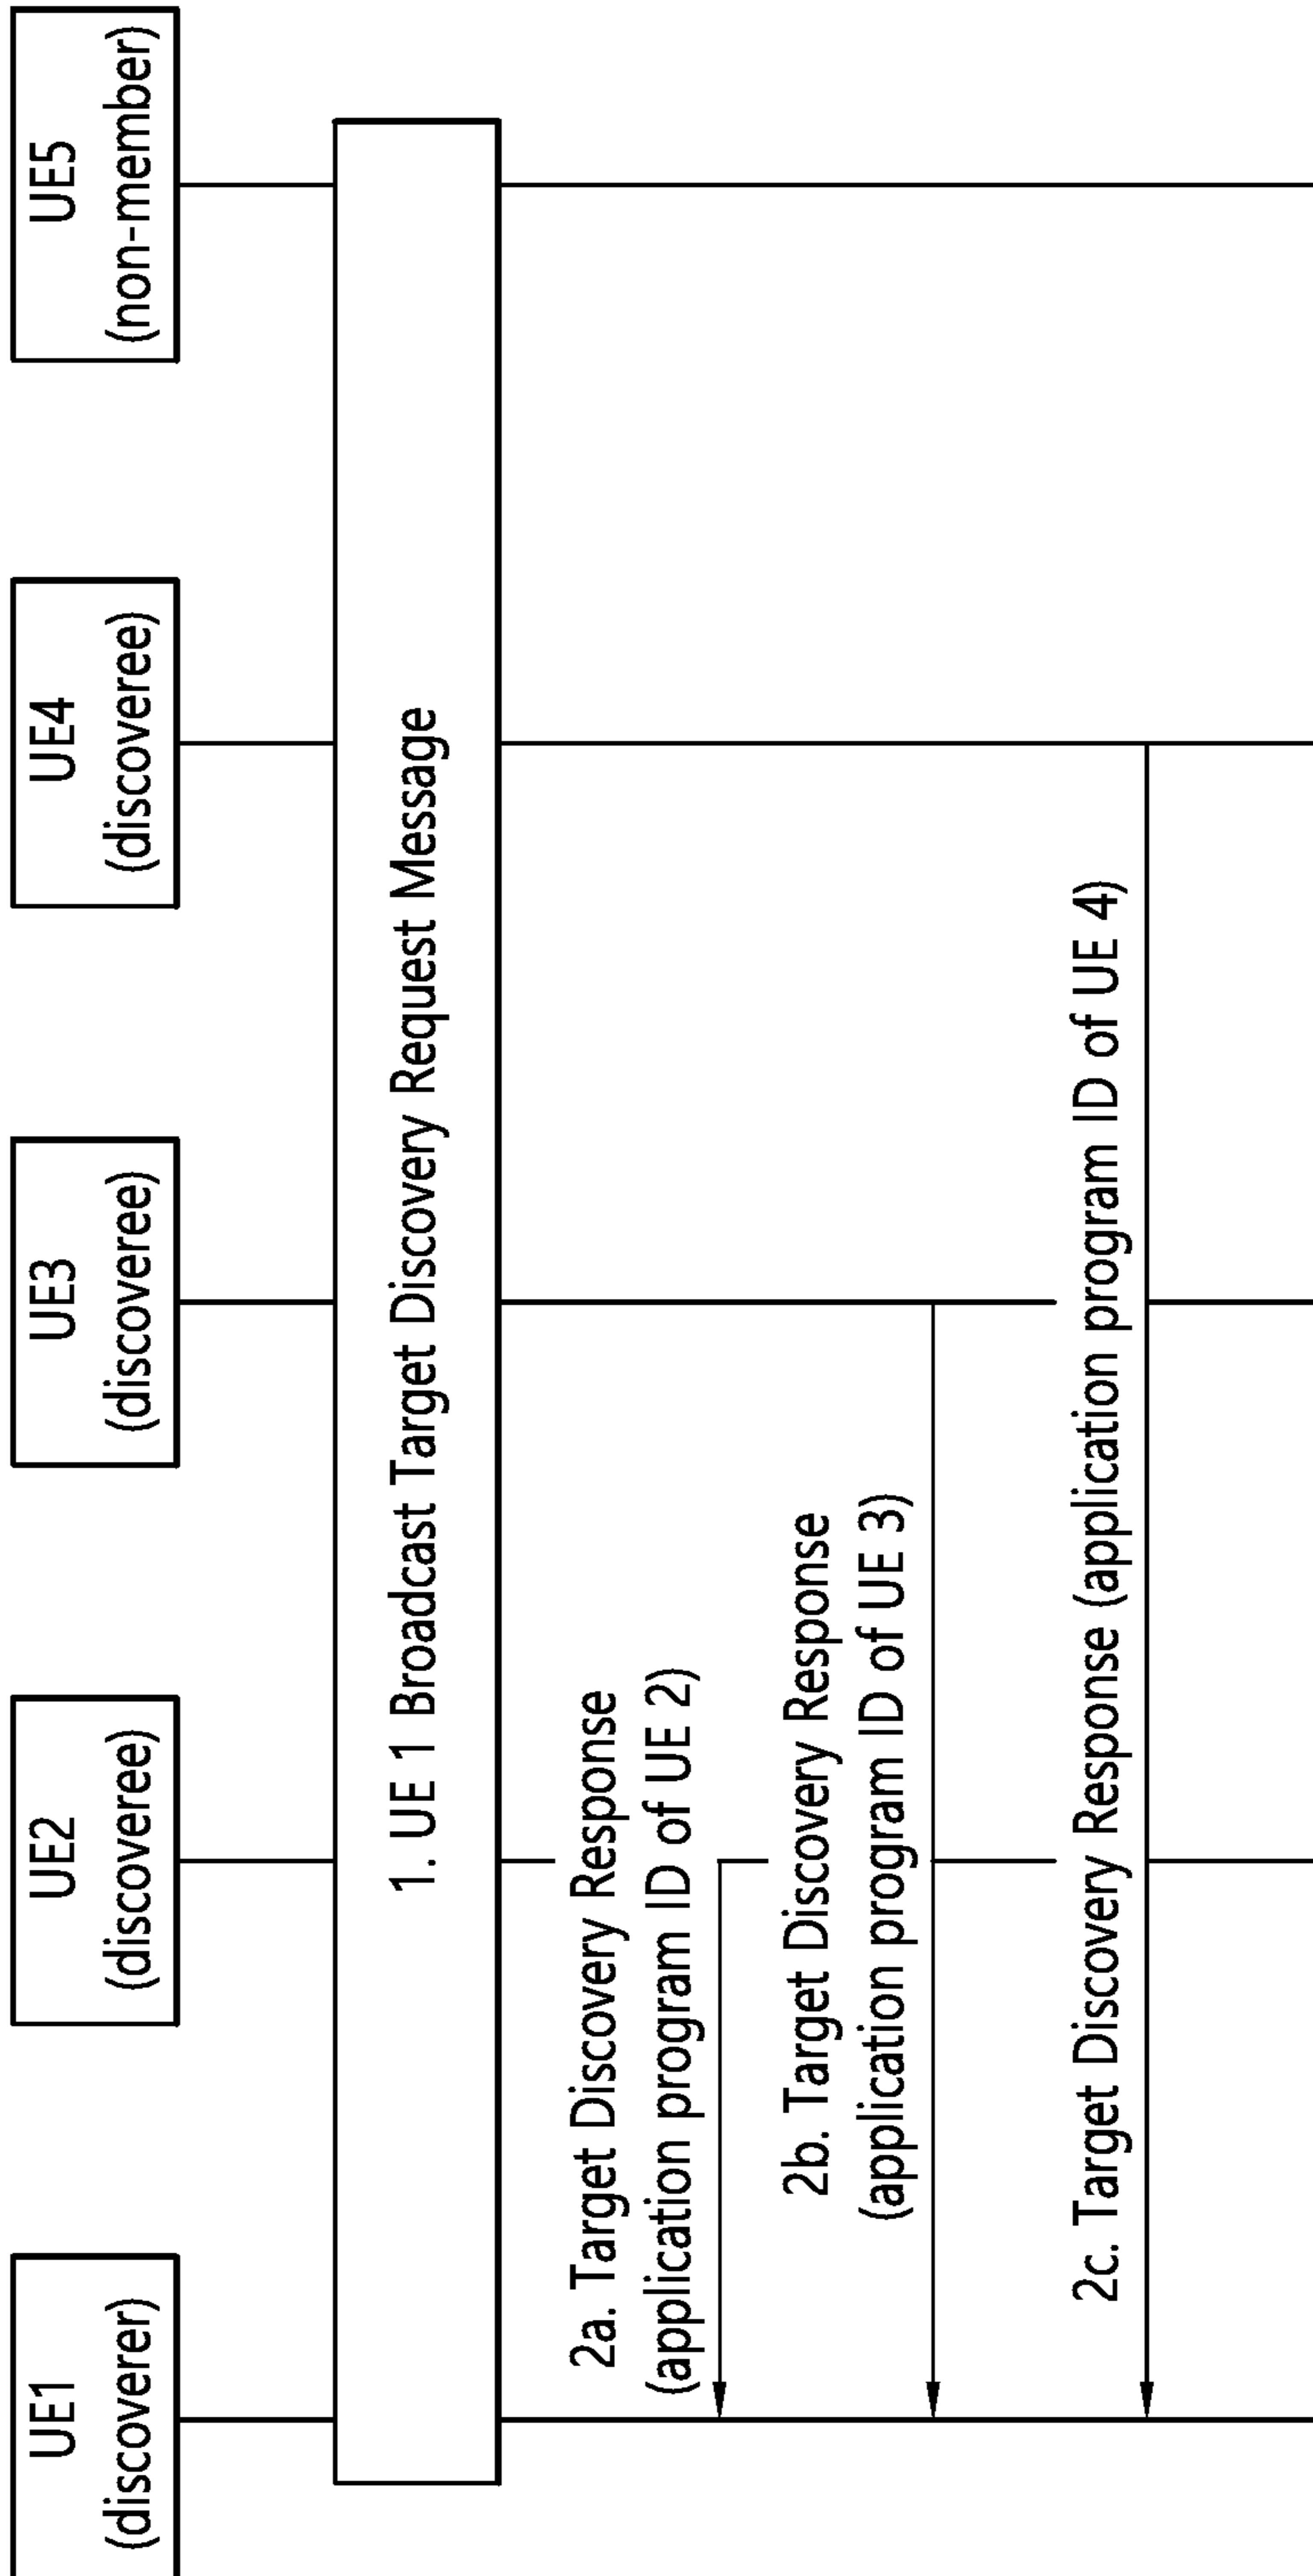 UE1
(discoverer)
UE2
(discoveree)
UE3
(discoveree)
UE4
(discoveree)
UE5
(non-member)
1. UE 1 Broadcast Target Discovery Request Message
2a. Target Discovery Response
(application program ID of UE 2)
2b. Target Discovery Response
(application program ID of UE 3)
2c. Target Discovery Response (application program ID of UE 4)